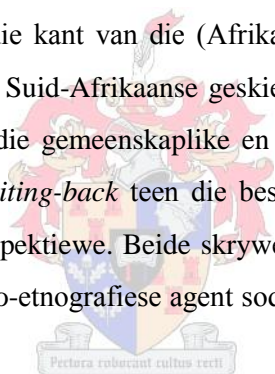 die kant van die (Afrika
Suid-Afrikaanse geskie
die gemeenskaplike en
iting-back teen die bes
pektiewe. Beide skrywe
o-etnografiese agent sod
Pectora roborant cultus recti